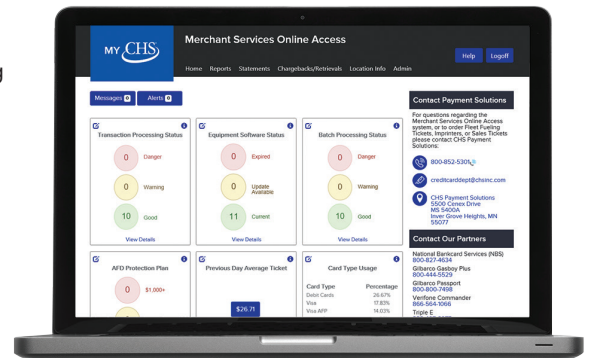 g
MY CHS
Merchant Services Online Access
Help Logoff
Home Reports Statements Chargebacks/Retrievals Location Info Admin
Messages 0 Alerts 0
Transaction Processing Status
0 Danger
0 Warning
10 Good
View Details
Equipment Software Status
0 Expired
0 Update
Available
11 Current
View Details
Batch Processing Status
0 Danger
0 Warning
10 Good
View Details
AFD Protection Plan
0 $1,000+
Previous Day Average Ticket
$26.71
Card Type Usage
Card Type Percentage
Debit Cards 26.67%
Visa 17.83%
Visa AFP 14.03%
Contact Payment Solutions
For questions regarding the
Merchant Services Online Access
system, or to order Fleet Fueling
Tickets, Imprinters, or Sales Tickets
please contact CHS Payment
Solutions:
800-852-5301
creditcarddept@chsinc.com
CHS Payment Solutions
5500 Cenex Drive
MS 5400A
Inver Grove Heights, MN
55077
Contact Our Partners
National Bankcard Services (NBS)
800-827-4634
Gilbarco Gasboy Plus
800-444-5529
Gilbarco Passport
800-800-7498
Verifone Commander
866-564-1066
Triple E